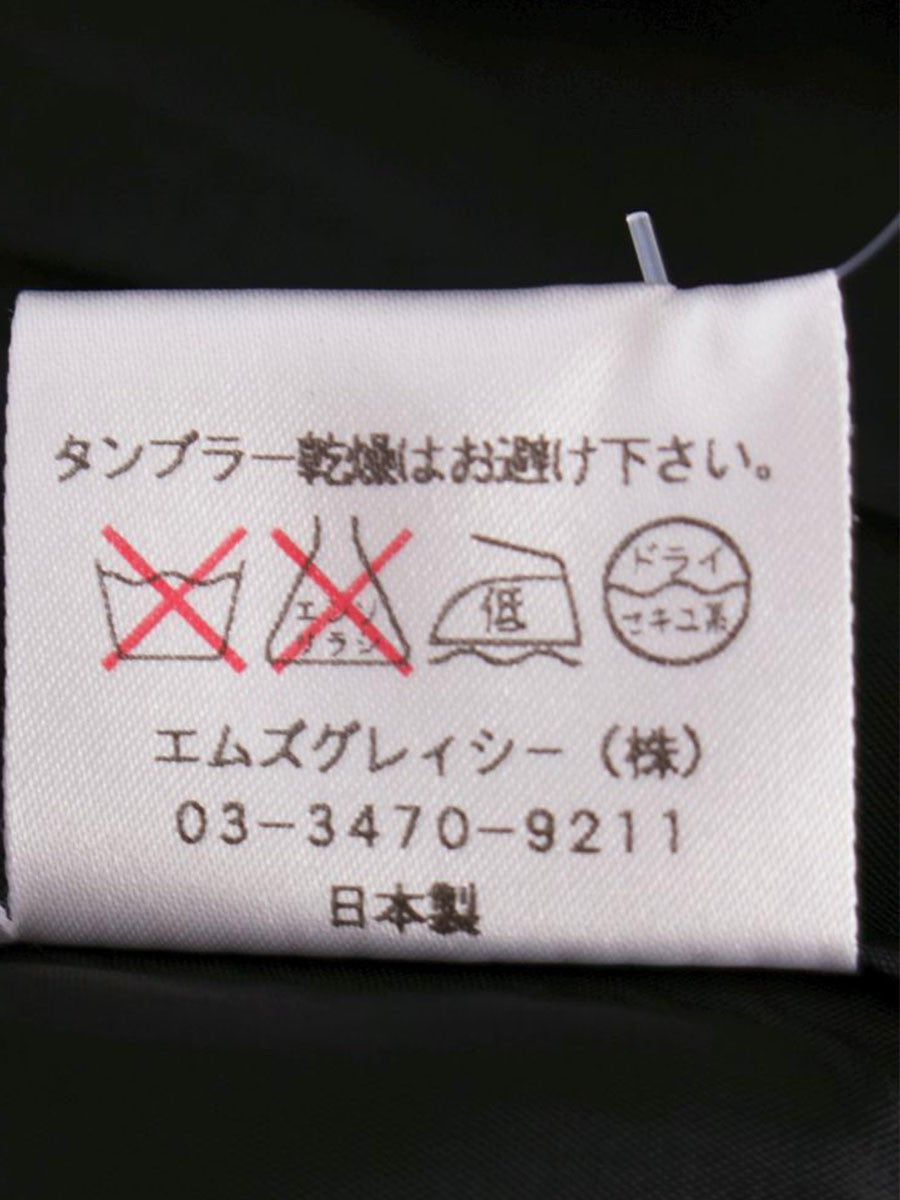 タンブラー乾燥はお避け下さい。
エンソ
サラシ
低
ドライ
セキユ系
エムズグレイシー（株）
03-3470-9211
日本製